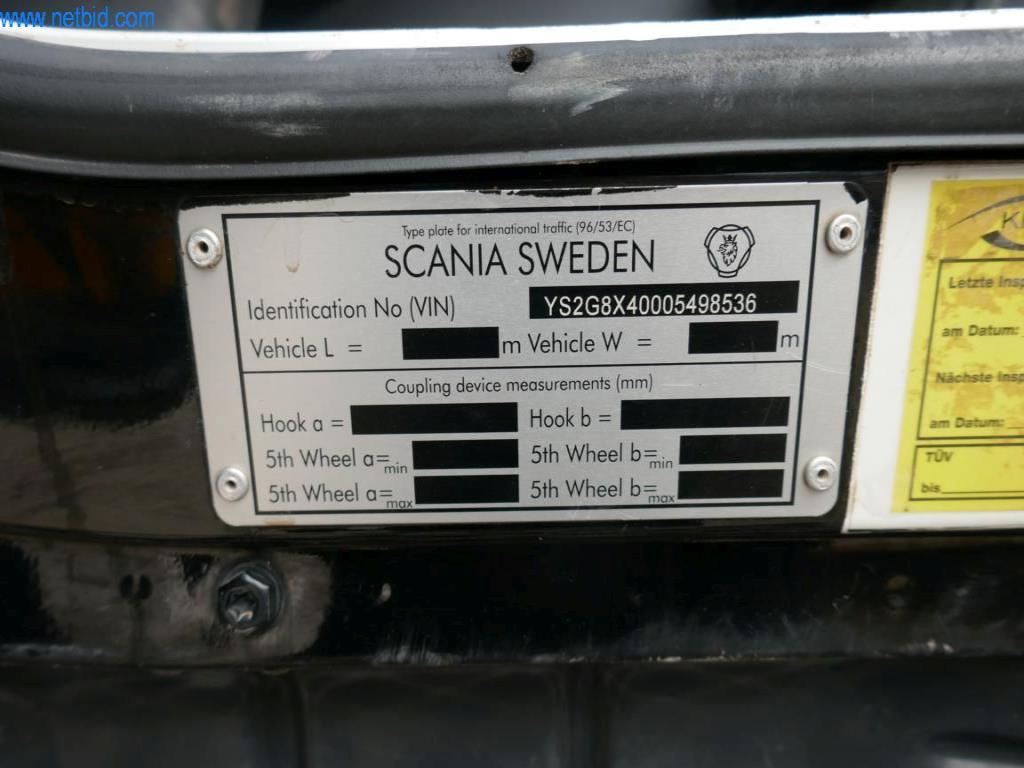 www.netbid.com
Type plate for international traffic (96/53/EC)
SCANIA SWEDEN
Identification No (VIN) YS2G8X40005498536
Vehicle L = m Vehicle W = m
Coupling device measurements (mm)
Hook a = Hook b =
5th Wheel a=min 5th Wheel b=min
5th Wheel a=max 5th Wheel b=max
Letzte Insp
am Datum:
Nächste Insp
am Datum:
TÜV
bis